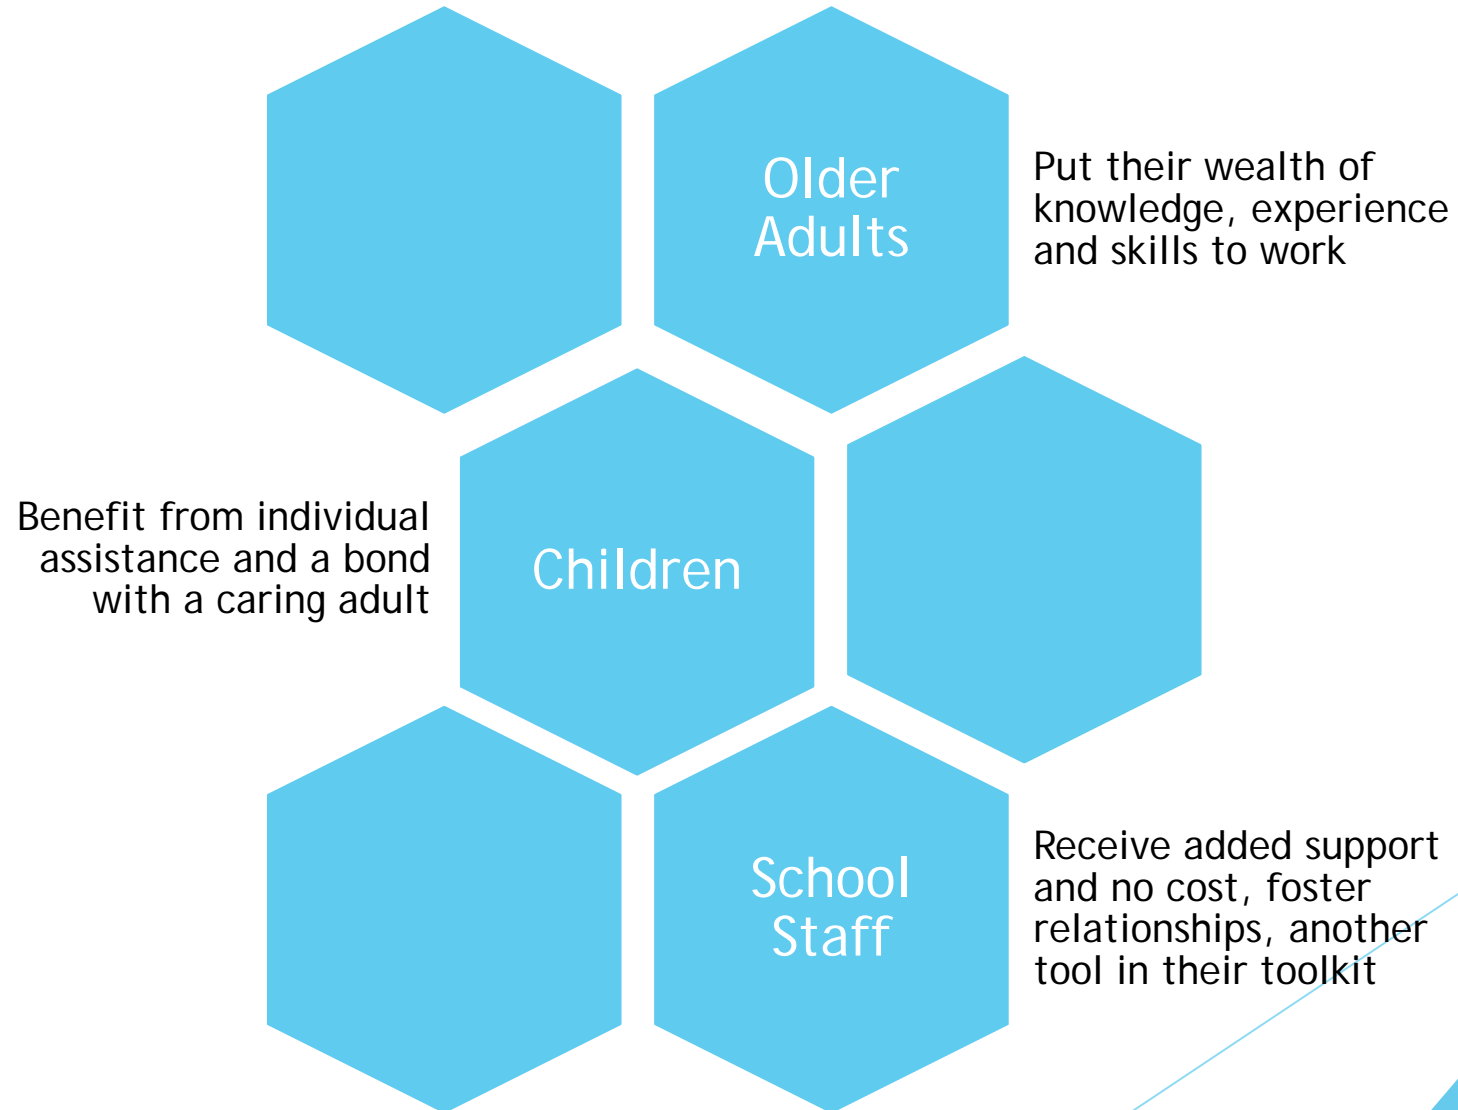 Older
Adults
Put their wealth of
knowledge, experience
and skills to work
Benefit from individual
assistance and a bond
with a caring adult
Children
School
Staff
Receive added support
and no cost, foster
relationships, another
tool in their toolkit